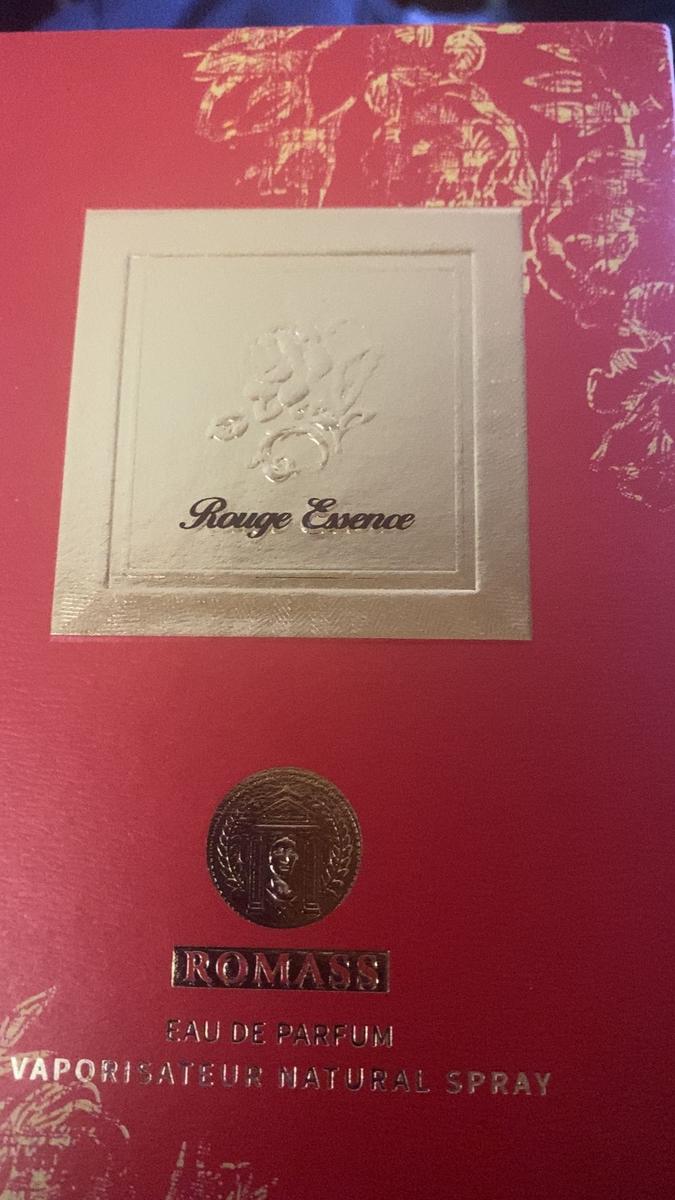 Rouge Essence
ROMASS
EAU DE PARFUM
VAPORISATEUR NATURAL SPRAY